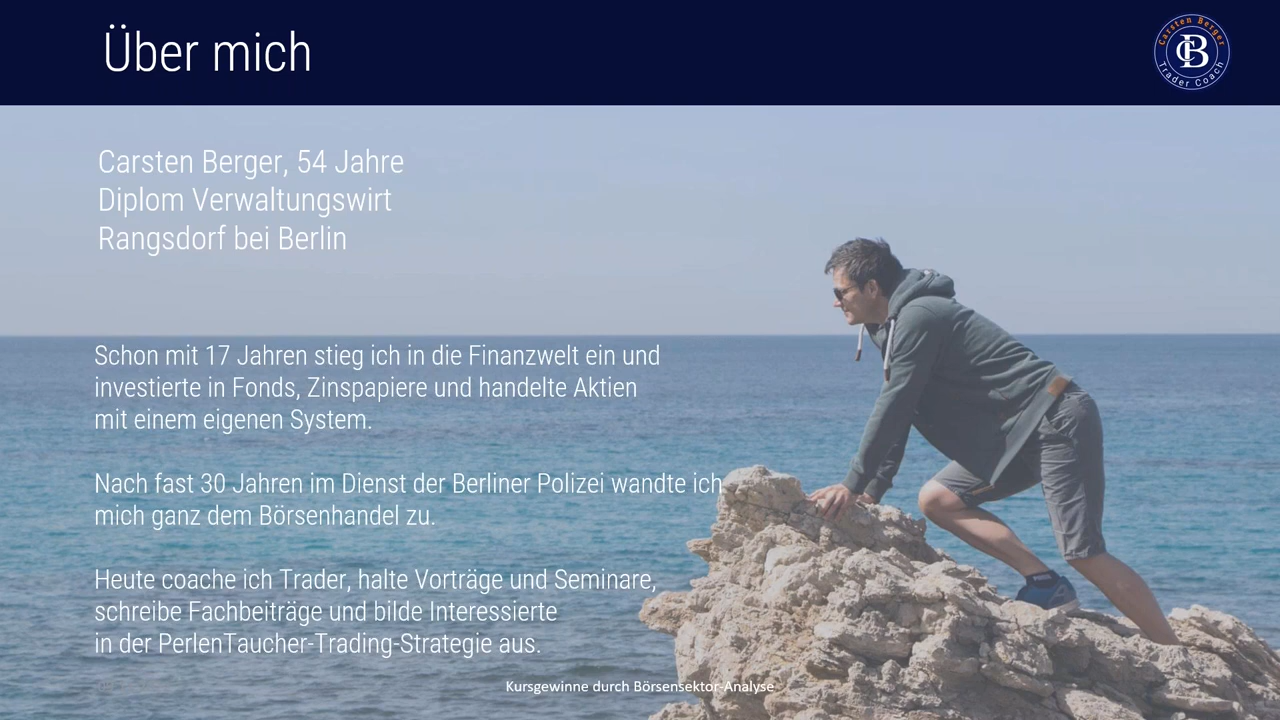 Über mich
Carsten Berger
CB
Trader Coach
Carsten Berger, 54 Jahre
Diplom Verwaltungswirt
Rangsdorf bei Berlin
Schon mit 17 Jahren stieg ich in die Finanzwelt ein und
investierte in Fonds, Zinspapiere und handelte Aktien
mit einem eigenen System.
Nach fast 30 Jahren im Dienst der Berliner Polizei wandte ich
mich ganz dem Börsenhandel zu.
Heute coache ich Trader, halte Vorträge und Seminare,
schreibe Fachbeiträge und bilde Interessierte
in der PerlenTaucher-Trading-Strategie aus.
Kursgewinne durch Börsensektor-Analyse